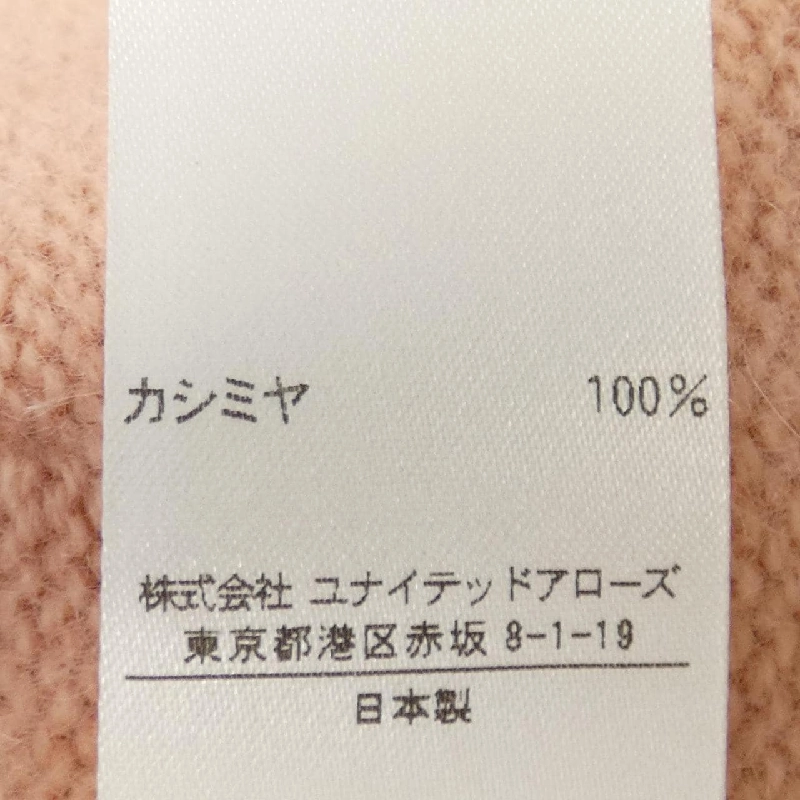 カシミヤ 100%
株式会社 ユナイテッドアローズ
東京都港区赤坂 8-1-19
日本製